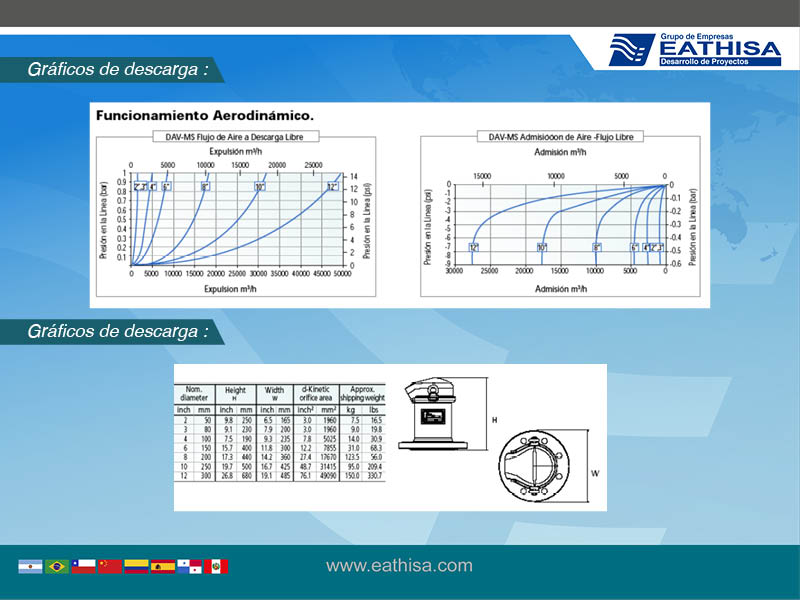 Grupo de Empresas
EATHISA
Desarrollo de Proyectos
Gráficos de descarga :
Funcionamiento Aerodinámico.
DAV-MS Flujo de Aire a Descarga Libre
Expulsión m³/h
0 5000 10000 15000 20000 25000
1
0.9
0.8
0.7
0.6
0.5
0.4
0.3
0.2
0.1
Presión en la Linea (bar)
2",3" 4" 6" 8" 10" 12"
14
12
10
8
6
4
2
0
Presión en la Linea (psi)
0 5000 10000 15000 20000 25000 30000 35000 40000 45000 50000
Expulsion m³/h
DAV-MS Admisióoon de Aire -Flujo Libre
Admisión m³/h
15000 10000 5000 0
0
-1
-2
-3
-4
-5
-6
-7
-8
-9
Presión en la Linea (psi)
12" 10" 8" 6" 4" 2",3"
0
-0.1
-0.2
-0.3
-0.4
-0.5
-0.6
Presión en la Linea (bar)
30000 25000 20000 15000 10000 5000 0
Admisión m³/h
Gráficos de descarga :
Nom. diameter Height H Width W d-Kinetic orifice area Approx. shipping weight
inch mm inch mm inch mm inch² mm² kg lbs
2 50 9.8 250 6.5 165 3.0 1960 7.5 16.5
3 80 9.1 230 7.9 200 3.0 1960 9.0 19.8
4 100 7.5 190 9.3 235 7.8 5025 14.0 30.9
6 150 15.7 400 11.8 300 12.2 7855 31.0 68.3
8 200 17.3 440 14.2 360 27.4 17670 123.5 56.0
10 250 19.7 500 16.7 425 48.7 31415 95.0 209.4
12 300 26.8 680 19.1 485 76.1 49090 150.0 330.7
H
W
www.eathisa.com